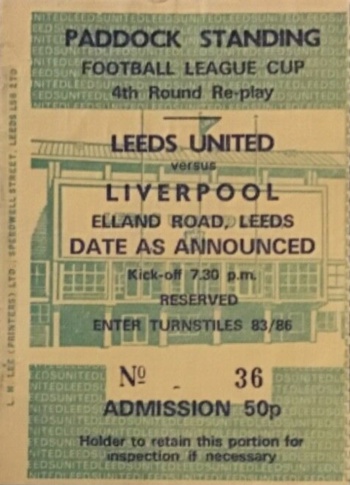 PADDOCK STANDING
FOOTBALL LEAGUE CUP
4th Round Re-play
LEEDS UNITED
versus
LIVERPOOL
ELLAND ROAD, LEEDS
DATE AS ANNOUNCED
Kick-off 7.30 p.m.
RESERVED
ENTER TURNSTILES 83/86
Nº 36
ADMISSION 50p
Holder to retain this portion for
inspection if necessary
L. H. LEE (PRINTERS) LTD., SPEEDWELL STREET, LEEDS LS6 2TD